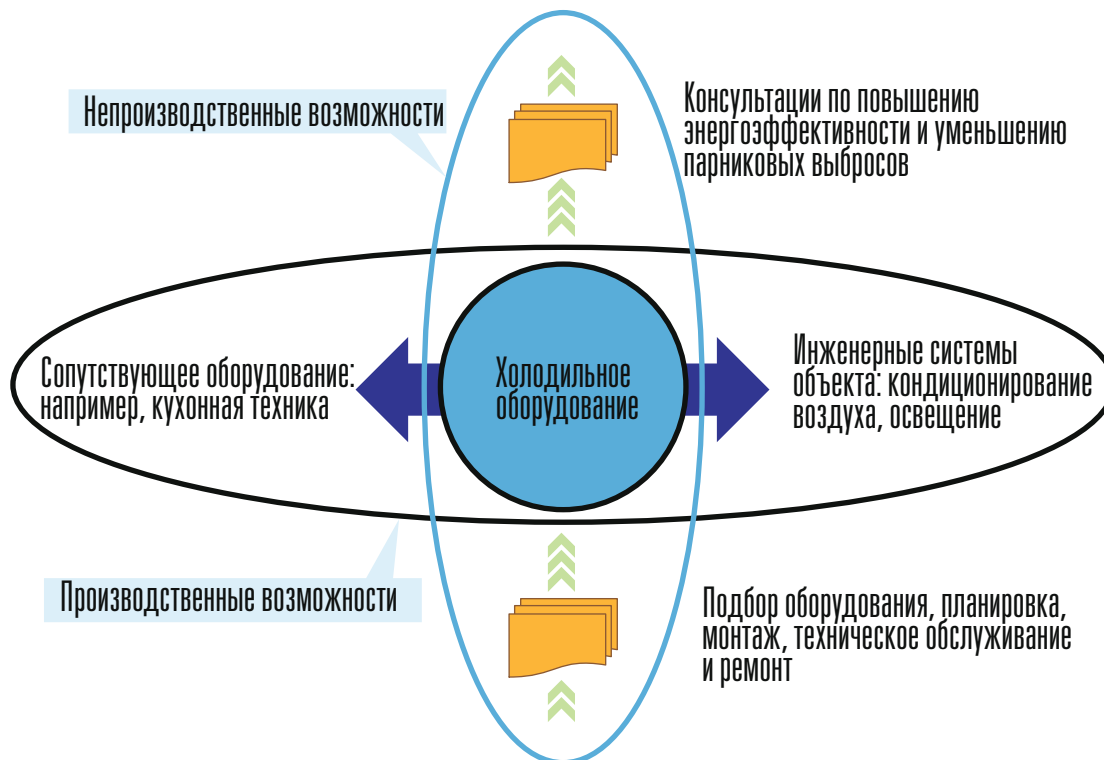 Непроизводственные возможности
Консультации по повышению
энергоэффективности и уменьшению
парниковых выбросов
Сопутствующее оборудование:
например, кухонная техника
Холодильное
оборудование
Инженерные системы
объекта: кондиционирование
воздуха, освещение
Производственные возможности
Подбор оборудования, планировка,
монтаж, техническое обслуживание
и ремонт